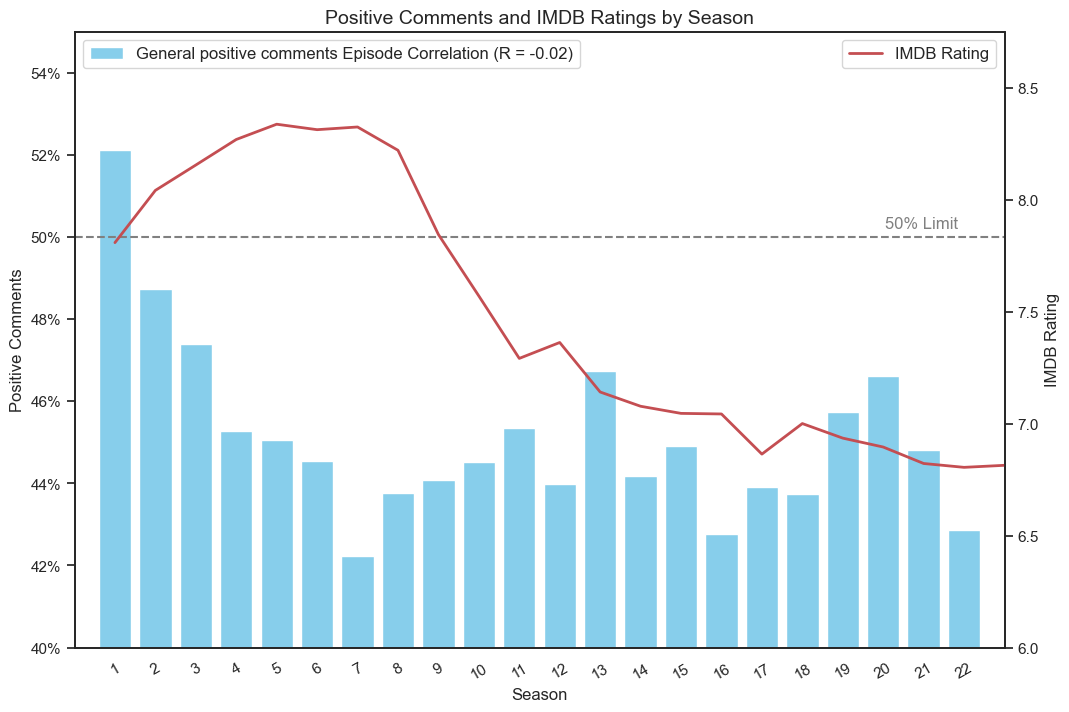 Positive Comments and IMDB Ratings by Season
General positive comments Episode Correlation (R = -0.02)
IMDB Rating
54%
52%
50%
48%
46%
44%
42%
40%
Positive Comments
50% Limit
8.5
8.0
7.5
7.0
6.5
6.0
IMDB Rating
1 2 3 4 5 6 7 8 9 10 11 12 13 14 15 16 17 18 19 20 21 22
Season